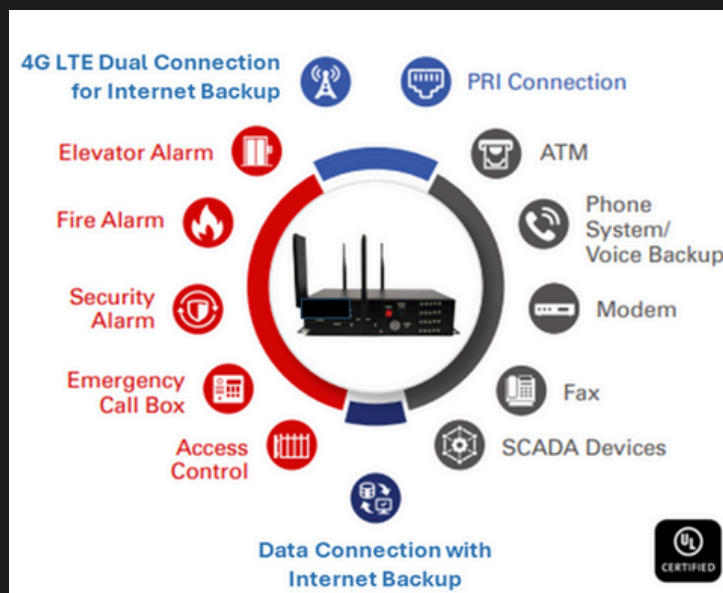 4G LTE Dual Connection
for Internet Backup
PRI Connection
Elevator Alarm
ATM
Fire Alarm
Phone
System/
Voice Backup
Security
Alarm
Modem
Emergency
Call Box
Fax
Access
Control
SCADA Devices
Data Connection with
Internet Backup
UL
CERTIFIED